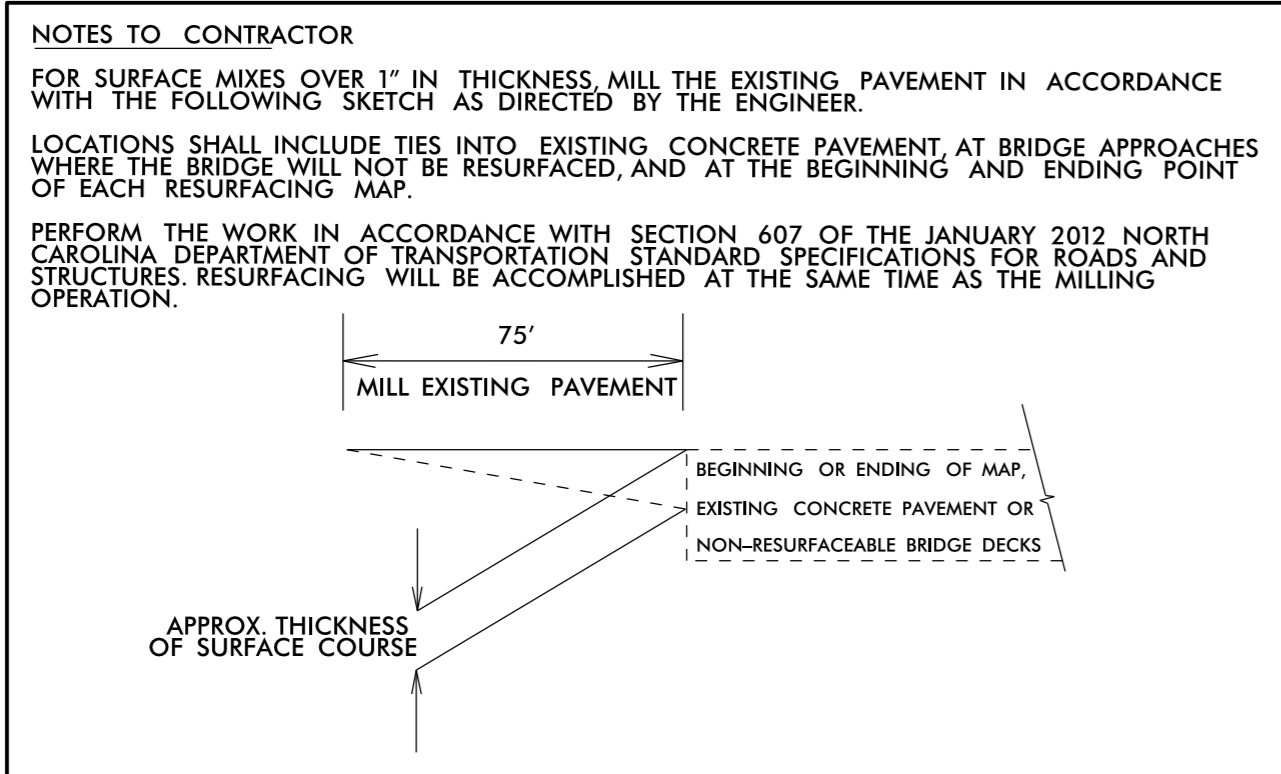 NOTES TO CONTRACTOR
FOR SURFACE MIXES OVER 1" IN THICKNESS, MILL THE EXISTING PAVEMENT IN ACCORDANCE
WITH THE FOLLOWING SKETCH AS DIRECTED BY THE ENGINEER.
LOCATIONS SHALL INCLUDE TIES INTO EXISTING CONCRETE PAVEMENT, AT BRIDGE APPROACHES
WHERE THE BRIDGE WILL NOT BE RESURFACED, AND AT THE BEGINNING AND ENDING POINT
OF EACH RESURFACING MAP.
PERFORM THE WORK IN ACCORDANCE WITH SECTION 607 OF THE JANUARY 2012 NORTH
CAROLINA DEPARTMENT OF TRANSPORTATION STANDARD SPECIFICATIONS FOR ROADS AND
STRUCTURES. RESURFACING WILL BE ACCOMPLISHED AT THE SAME TIME AS THE MILLING
OPERATION.
75'
MILL EXISTING PAVEMENT
BEGINNING OR ENDING OF MAP,
EXISTING CONCRETE PAVEMENT OR
NON–RESURFACEABLE BRIDGE DECKS
APPROX. THICKNESS
OF SURFACE COURSE